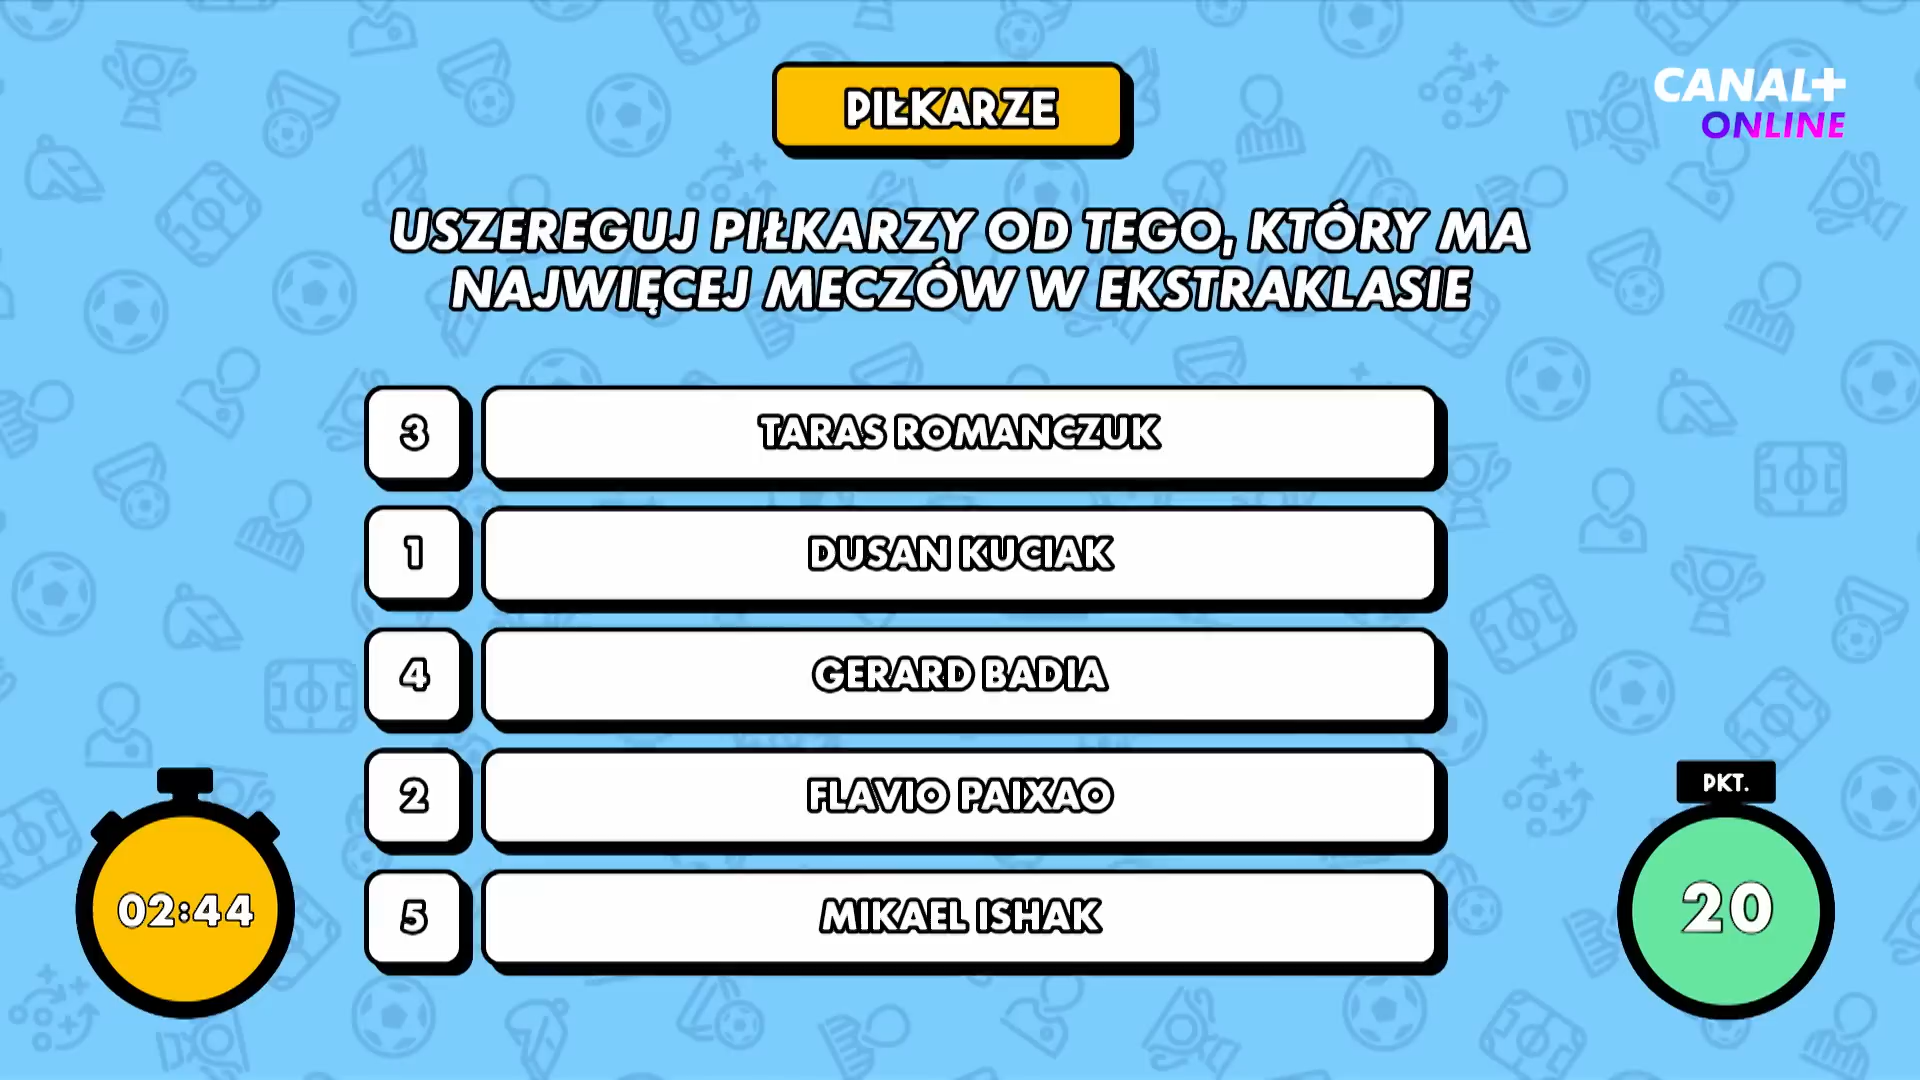 PIŁKARZE
CANAL+
ONLINE
USZEREGUJ PIŁKARZY OD TEGO, KTÓRY MA
NAJWIĘCEJ MECZÓW W EKSTRAKLASIE
3 TARAS ROMANCZUK
1 DUSAN KUCIAK
4 GERARD BADIA
2 FLAVIO PAIXAO
5 MIKAEL ISHAK
02:44
PKT.
20